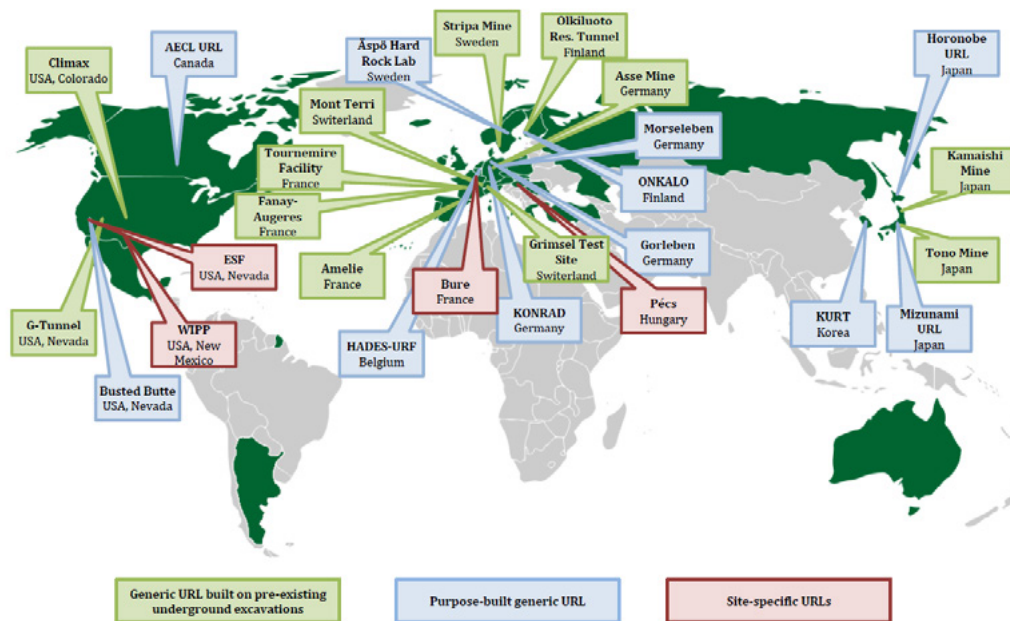 Stripa Mine
Sweden
Olkiluoto
Res. Tunnel
Finland
Äspö Hard
Rock Lab
Sweden
AECL URL
Canada
Horonobe
URL
Japan
Climax
USA, Colorado
Asse Mine
Germany
Mont Terri
Switerland
Morseleben
Germany
Tournemire
Facility
France
Kamaishi
Mine
Japan
ONKALO
Finland
Fanay-
Augeres
France
ESF
USA, Nevada
Amelie
France
Bure
France
Grimsel Test
Site
Switerland
Gorleben
Germany
Tono Mine
Japan
G-Tunnel
USA, Nevada
WIPP
USA, New
Mexico
HADES-URF
Belgium
KONRAD
Germany
Pécs
Hungary
KURT
Korea
Mizunami
URL
Japan
Busted Butte
USA, Nevada
Generic URL built on pre-existing
underground excavations
Purpose-built generic URL
Site-specific URLs